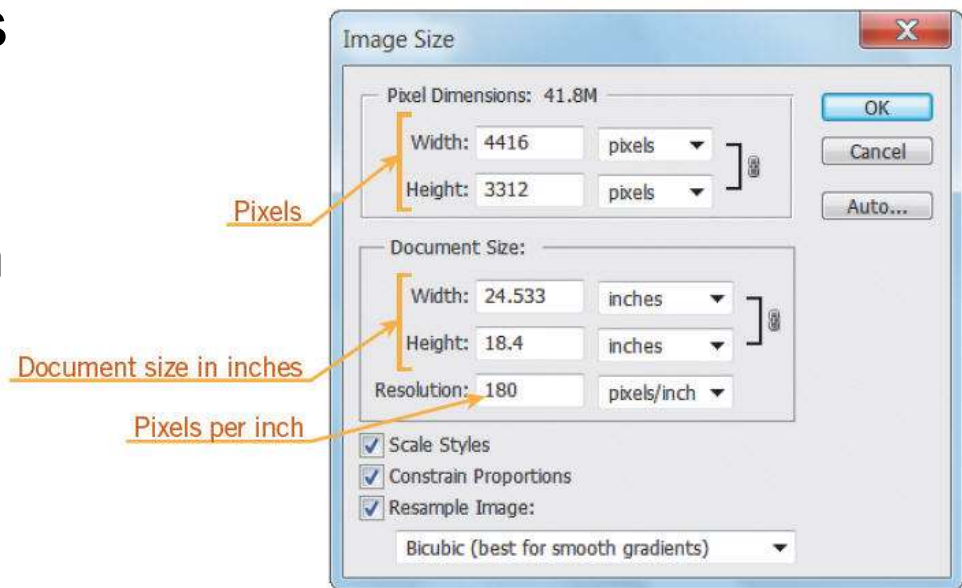 s
Image Size
Pixel Dimensions: 41.8M
OK
Width: 4416 pixels
Cancel
Height: 3312 pixels
Auto...
Pixels
Document Size:
Width: 24.533 inches
Height: 18.4 inches
Document size in inches
Resolution: 180 pixels/inch
Pixels per inch
Scale Styles
Constrain Proportions
Resample Image:
Bicubic (best for smooth gradients)